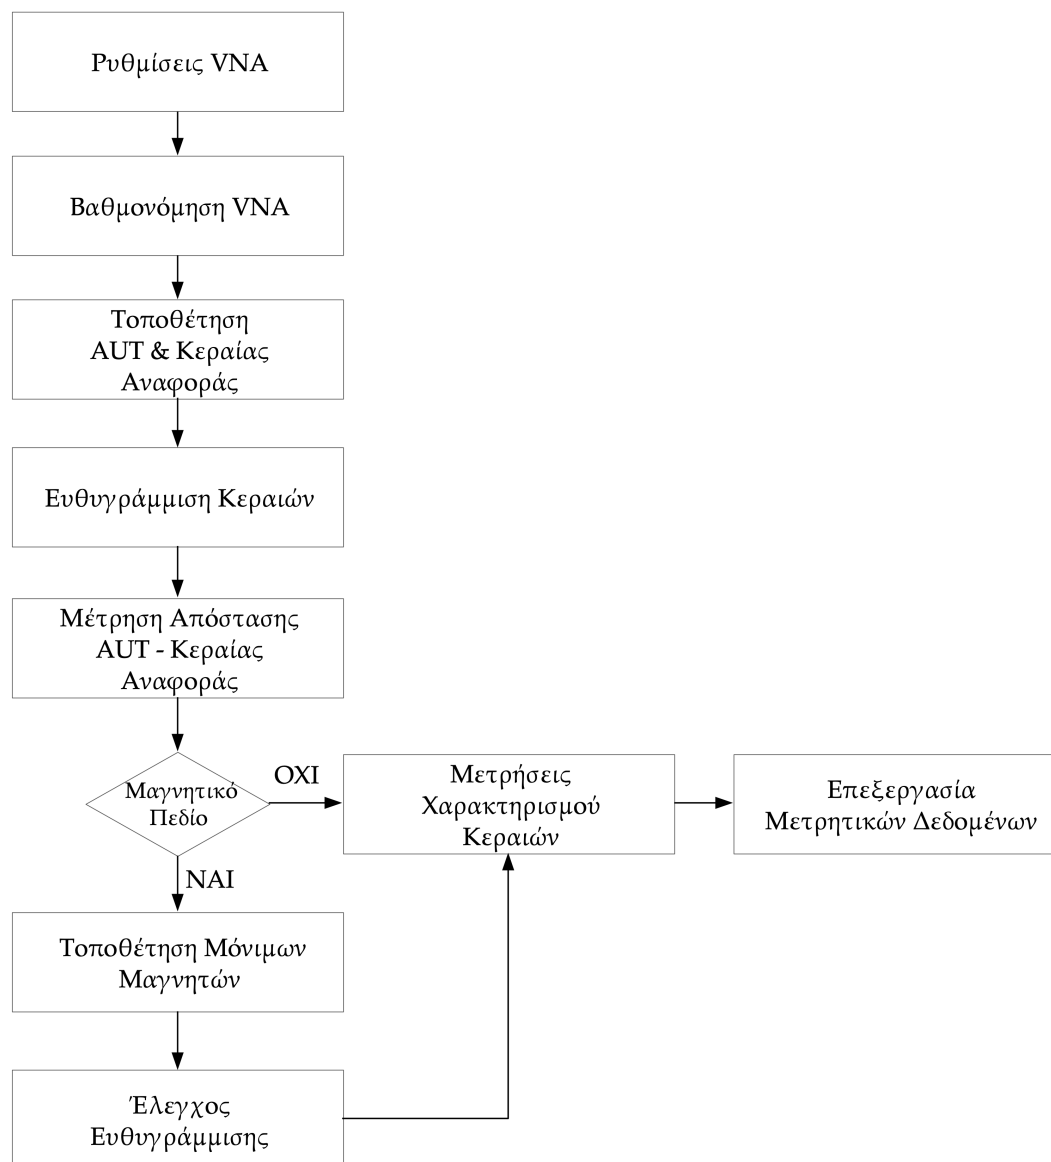 Ρυθμίσεις VNA
Βαθμονόμηση VNA
Τοποθέτηση
AUT & Κεραίας
Αναφοράς
Ευθυγράμμιση Κεραιών
Μέτρηση Απόστασης
AUT - Κεραίας
Αναφοράς
Μαγνητικό
Πεδίο
ΟΧΙ
Μετρήσεις
Χαρακτηρισμού
Κεραιών
Επεξεργασία
Μετρητικών Δεδομένων
ΝΑΙ
Τοποθέτηση Μόνιμων
Μαγνητών
Έλεγχος
Ευθυγράμμισης